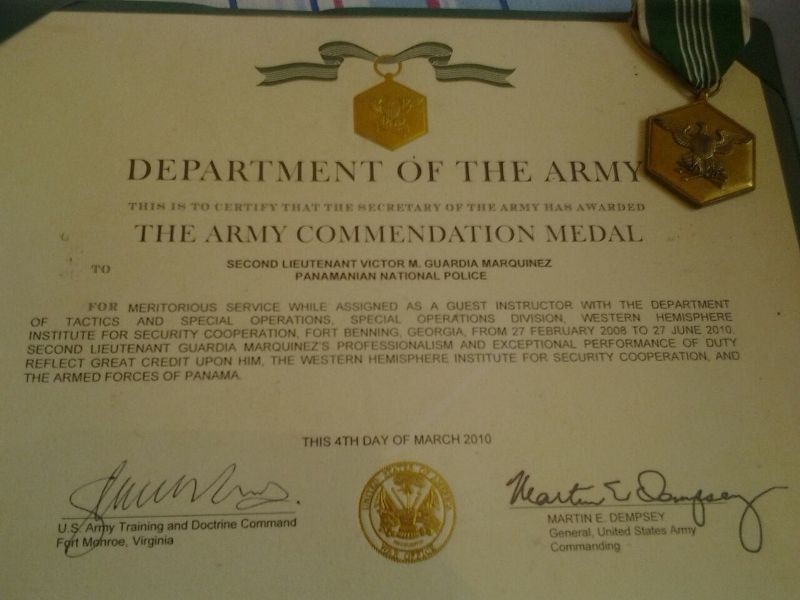 DEPARTMENT OF THE ARMY
THIS IS TO CERTIFY THAT THE SECRETARY OF THE ARMY HAS AWARDED
THE ARMY COMMENDATION MEDAL
TO SECOND LIEUTENANT VICTOR M. GUARDIA MARQUINEZ
PANAMANIAN NATIONAL POLICE
FOR MERITORIOUS SERVICE WHILE ASSIGNED AS A GUEST INSTRUCTOR WITH THE DEPARTMENT
OF TACTICS AND SPECIAL OPERATIONS, SPECIAL OPERATIONS DIVISION, WESTERN HEMISPHERE
INSTITUTE FOR SECURITY COOPERATION, FORT BENNING, GEORGIA, FROM 27 FEBRUARY 2008 TO 27 JUNE 2010.
SECOND LIEUTENANT GUARDIA MARQUINEZ'S PROFESSIONALISM AND EXCEPTIONAL PERFORMANCE OF DUTY
REFLECT GREAT CREDIT UPON HIM, THE WESTERN HEMISPHERE INSTITUTE FOR SECURITY COOPERATION, AND
THE ARMED FORCES OF PANAMA.
THIS 4TH DAY OF MARCH 2010
U.S. Army Training and Doctrine Command
Fort Monroe, Virginia
UNITED STATES OF AMERICA
WAR OFFICE
Martin E. Dempsey
MARTIN E. DEMPSEY
General, United States Army
Commanding